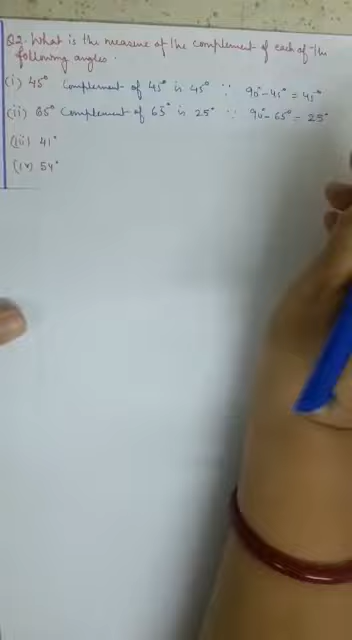 Q2. What is the measure of the complement of each of the
following angles.
(i) 45° Complement of 45° is 45° ∵ 90° - 45° = 45°
(ii) 65° Complement of 65° is 25° ∵ 90° - 65° = 25°
(iii) 41°
(iv) 54°